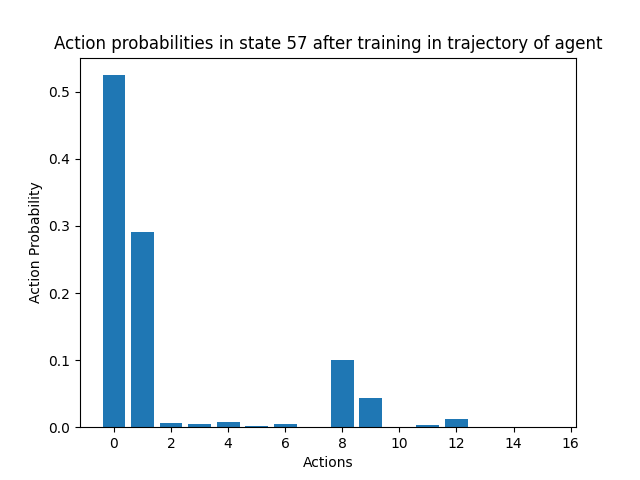 Action probabilities in state 57 after training in trajectory of agent
0.5
0.4
0.3
0.2
0.1
0.0
Action Probability
0 2 4 6 8 10 12 14 16
Actions